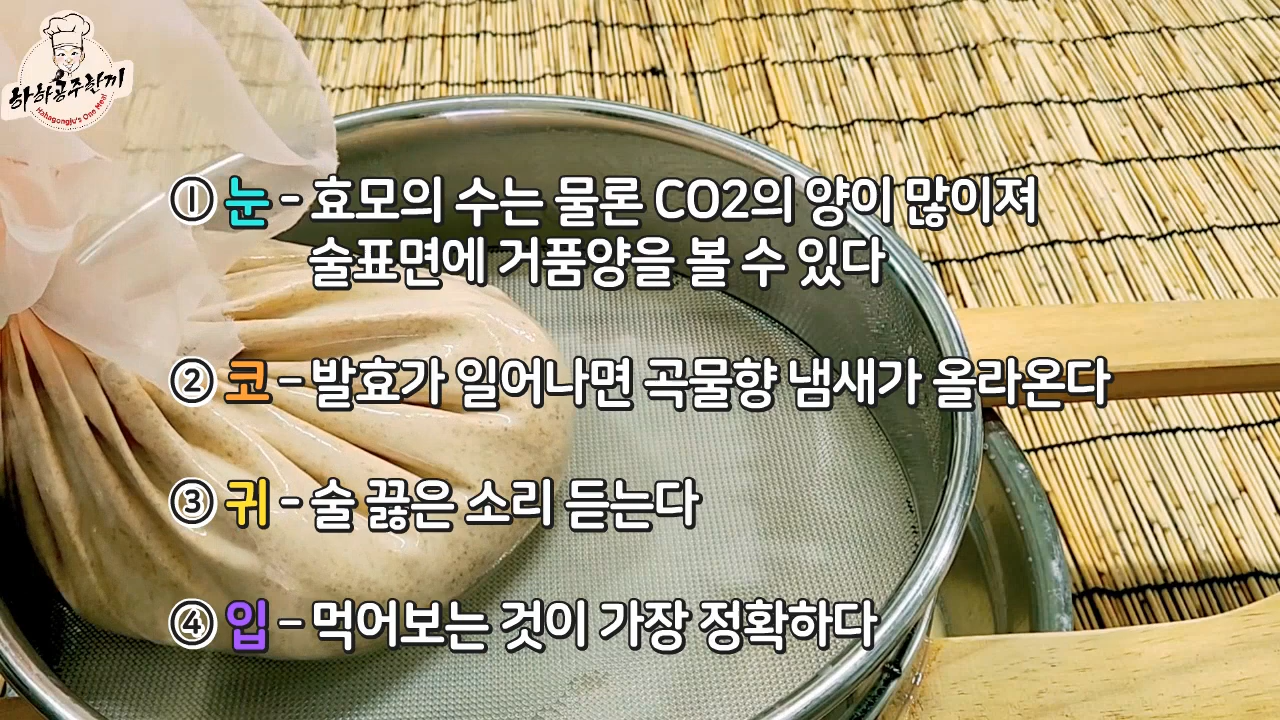 하하공주한끼
Hahagongju's One Meal
① 눈 - 효모의 수는 물론 CO2의 양이 많이져
술표면에 거품양을 볼 수 있다
② 코 - 발효가 일어나면 곡물향 냄새가 올라온다
③ 귀 - 술 끓은 소리 듣는다
④ 입 - 먹어보는 것이 가장 정확하다